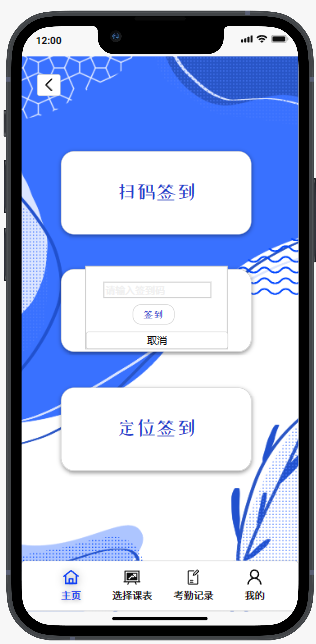 12:00
扫码签到
请输入签到码
签到
取消
定位签到
主页
选择课表
考勤记录
我的